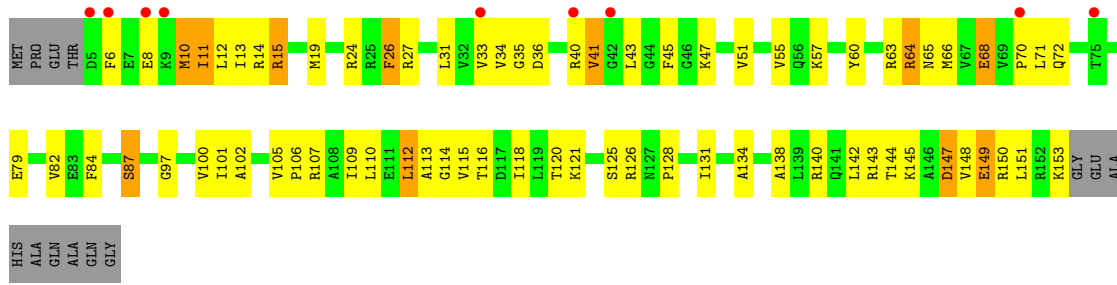 MET PRO GLU THR D5 F6 E7 E8 K9 M10 I11 L12 I13 R14 R15 M19 R24 R25 F26 R27 L31 V32 V33 V34 G35 D36 R40 V41 G42 L43 G44 F45 G46 K47 V51 V55 Q56 K57 Y60 R63 R64 N65 M66 V67 E68 V69 P70 L71 Q72 T75
E79 V82 E83 F84 S87 G97 V100 I101 A102 V105 P106 R107 A108 I109 L110 E111 L112 A113 G114 V115 T116 D117 I118 L119 T120 K121 S125 R126 N127 P128 I131 A134 A138 L139 R140 Q141 L142 R143 T144 K145 A146 D147 V148 E149 R150 L151 R152 K153 GLY GLU ALA
HIS ALA GLN ALA GLN GLY